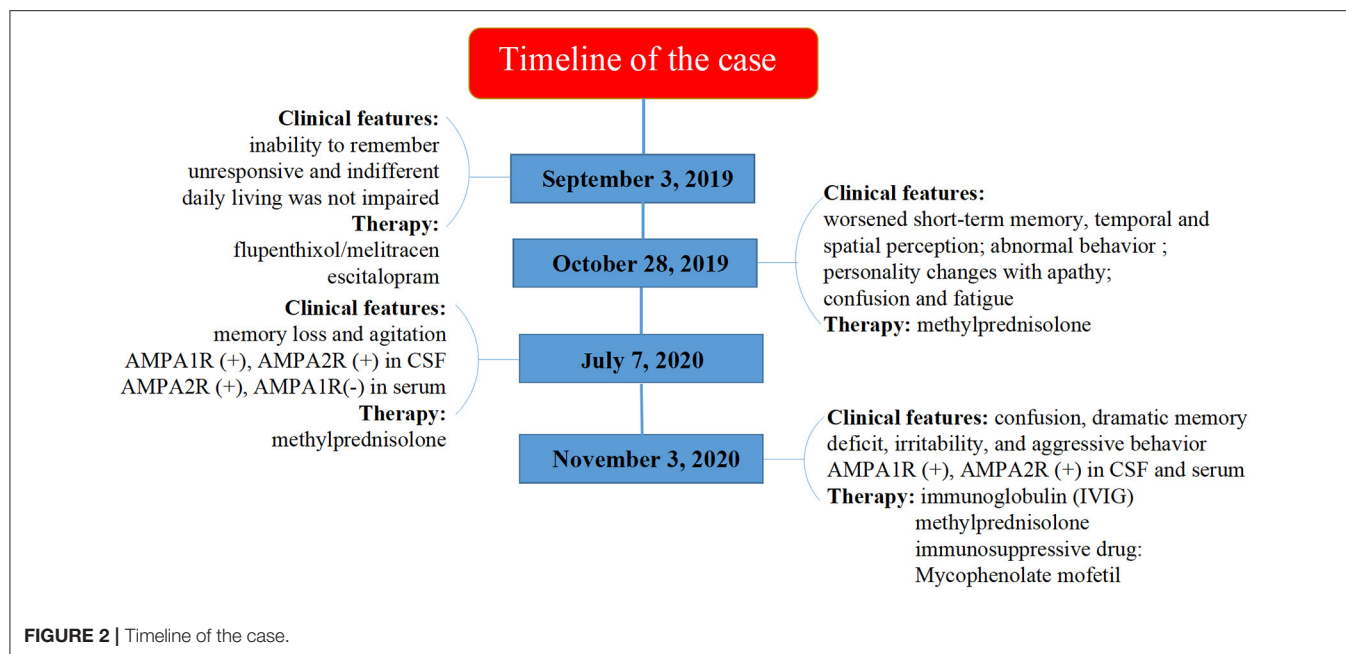 Timeline of the case
Clinical features:
inability to remember
unresponsive and indifferent
daily living was not impaired
Therapy:
flupenthixol/melitracen
escitalopram
September 3, 2019
Clinical features:
worsened short-term memory, temporal and
spatial perception; abnormal behavior ;
personality changes with apathy;
confusion and fatigue
Therapy: methylprednisolone
October 28, 2019
Clinical features:
memory loss and agitation
AMPA1R (+), AMPA2R (+) in CSF
AMPA2R (+), AMPA1R(-) in serum
Therapy:
methylprednisolone
July 7, 2020
Clinical features: confusion, dramatic memory
deficit, irritability, and aggressive behavior
AMPA1R (+), AMPA2R (+) in CSF and serum
Therapy: immunoglobulin (IVIG)
methylprednisolone
immunosuppressive drug:
Mycophenolate mofetil
November 3, 2020
FIGURE 2 | Timeline of the case.